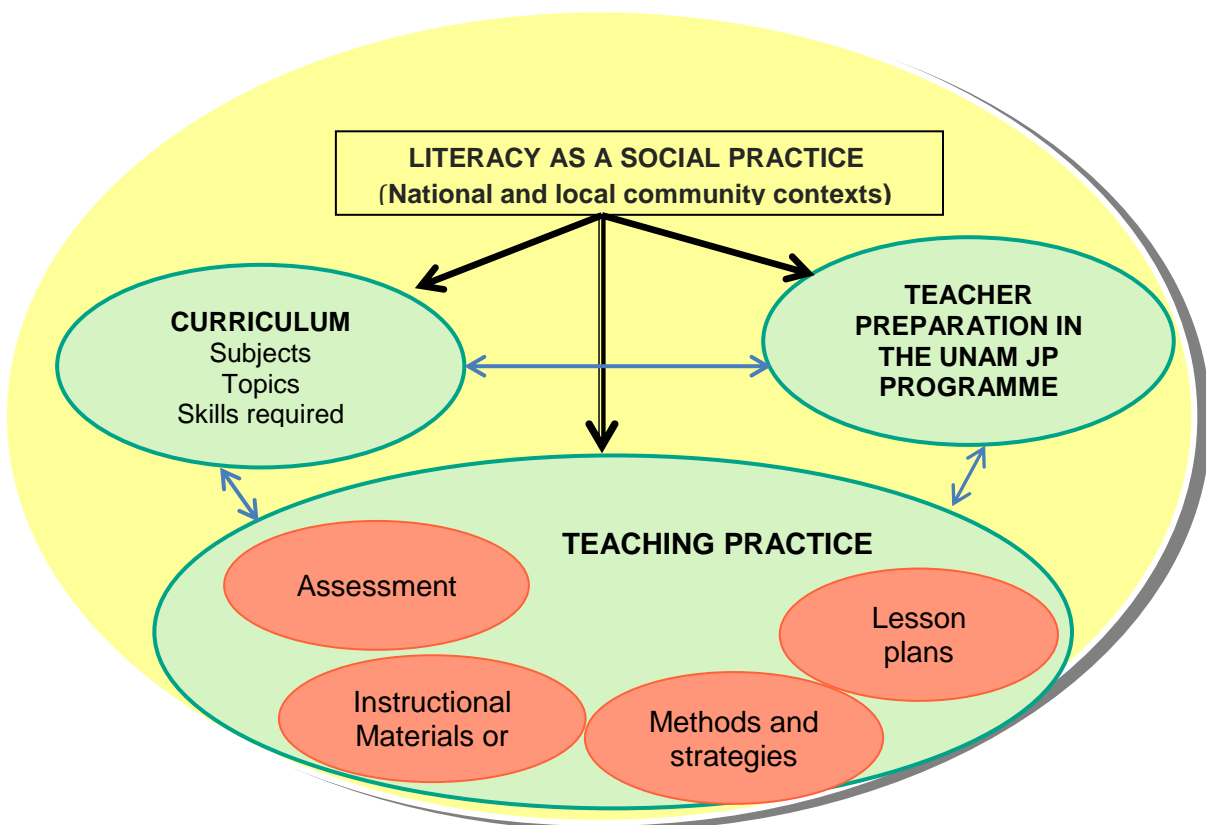 LITERACY AS A SOCIAL PRACTICE
(National and local community contexts)
CURRICULUM
Subjects
Topics
Skills required
TEACHER
PREPARATION IN
THE UNAM JP
PROGRAMME
TEACHING PRACTICE
Assessment
Lesson
plans
Instructional
Materials or
Methods and
strategies